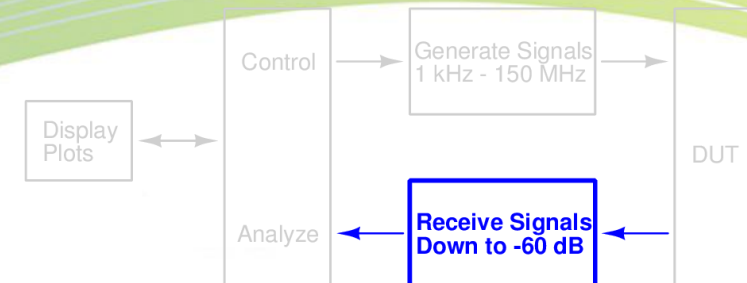 Control
Generate Signals
1 kHz - 150 MHz
Display
Plots
DUT
Analyze
Receive Signals
Down to -60 dB